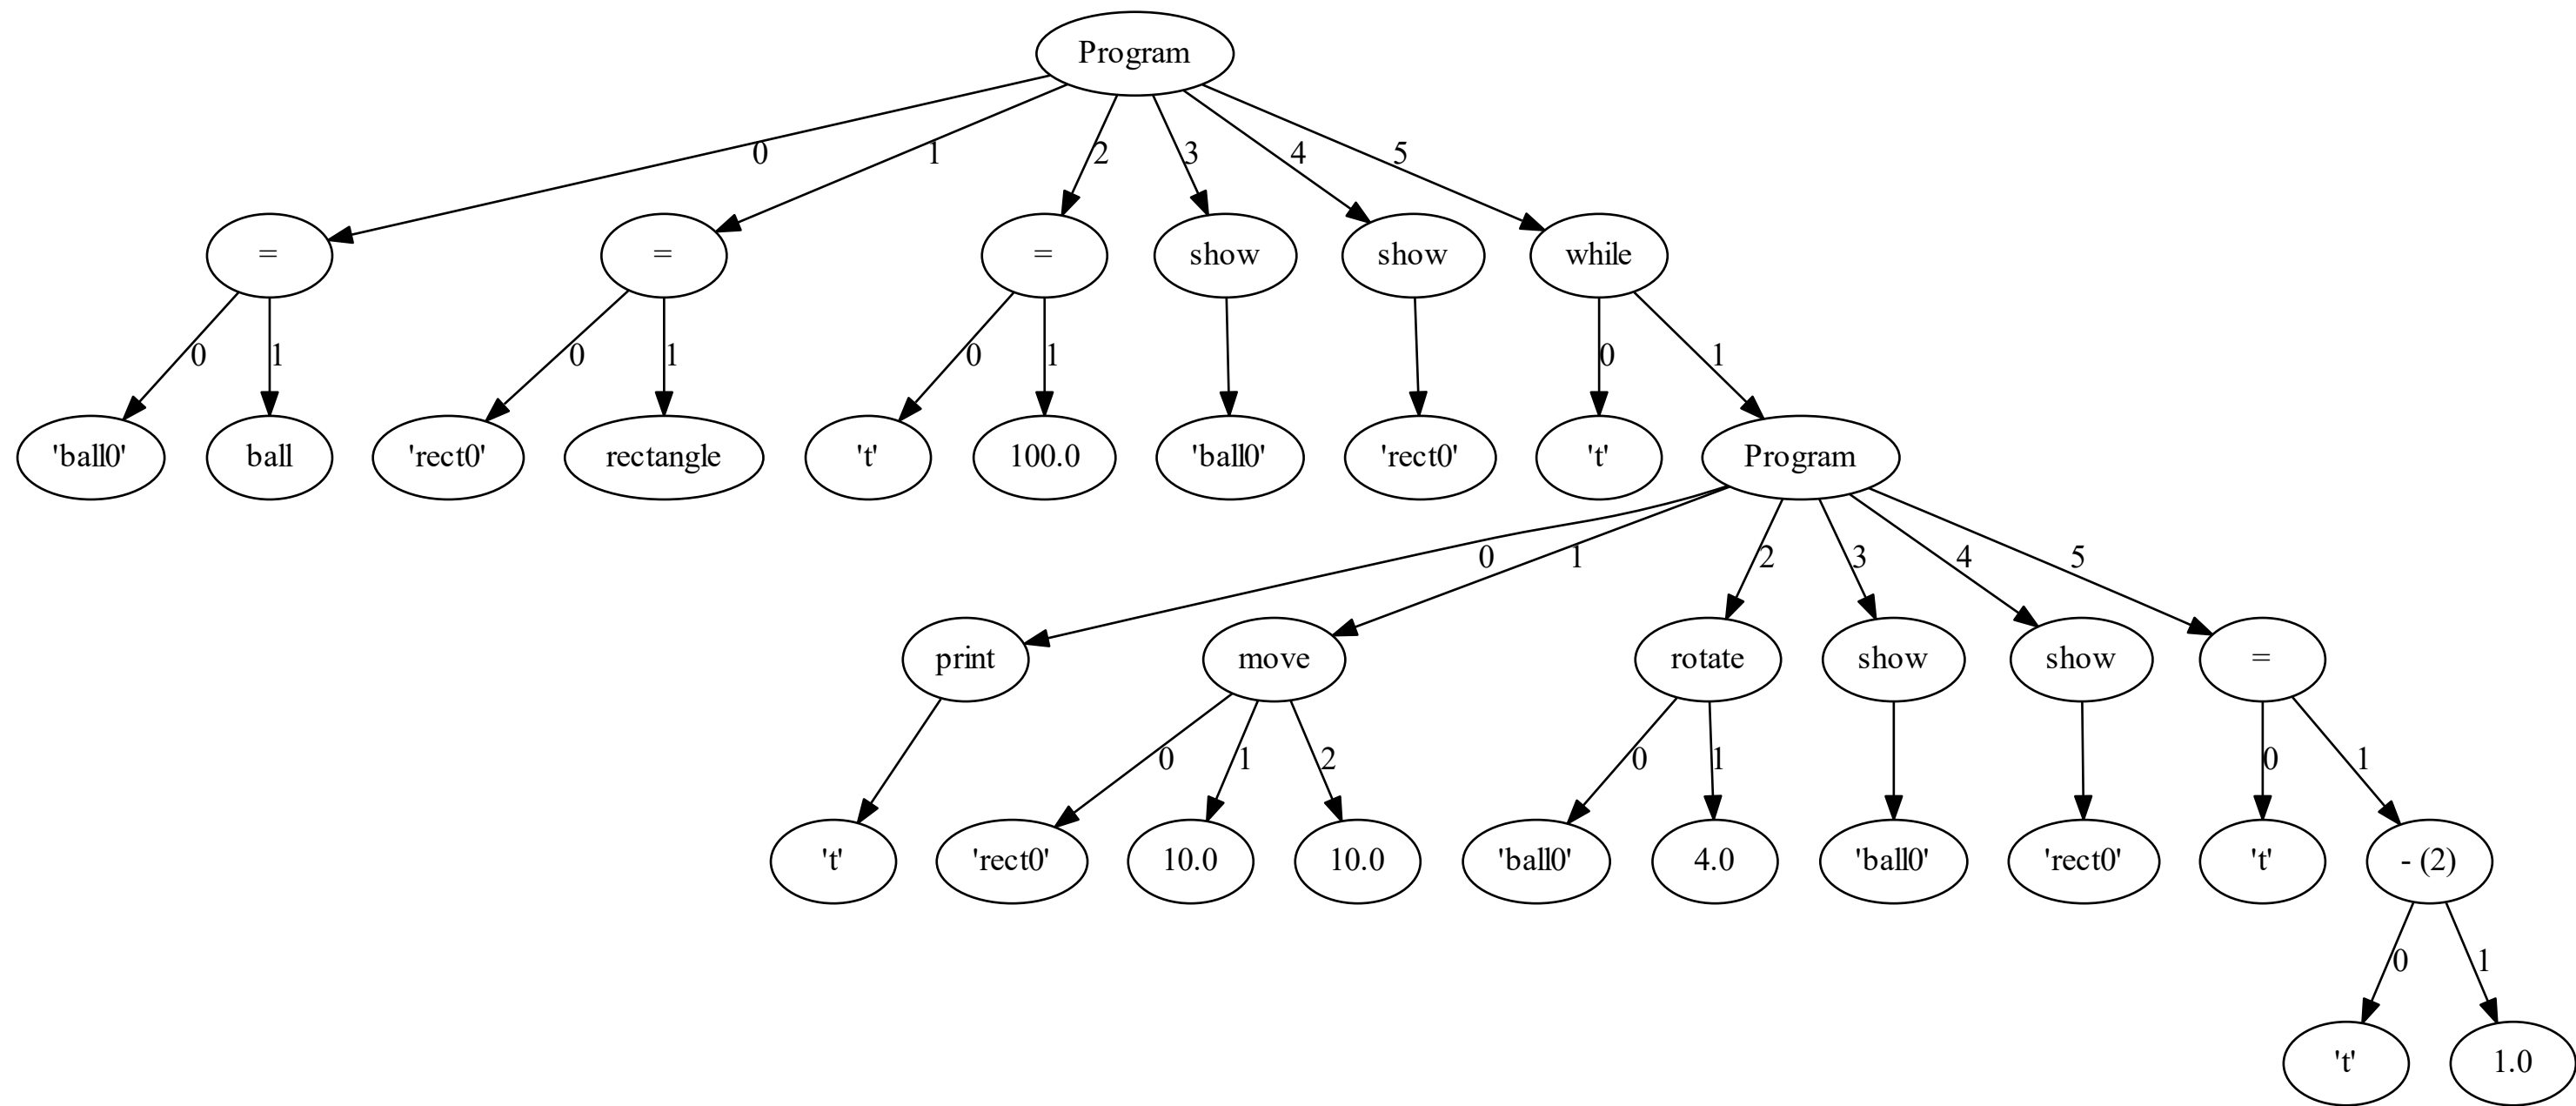 Program
0 1 2 3 4 5
= = = show show while
0 1 0 1 0 1 0 1
'ball0' ball 'rect0' rectangle 't' 100.0 'ball0' 'rect0' 't' Program
0 1 2 3 4 5
print move rotate show show =
0 1 2 0 1 0 1
't' 'rect0' 10.0 10.0 'ball0' 4.0 'ball0' 'rect0' 't' - (2)
0 1
't' 1.0